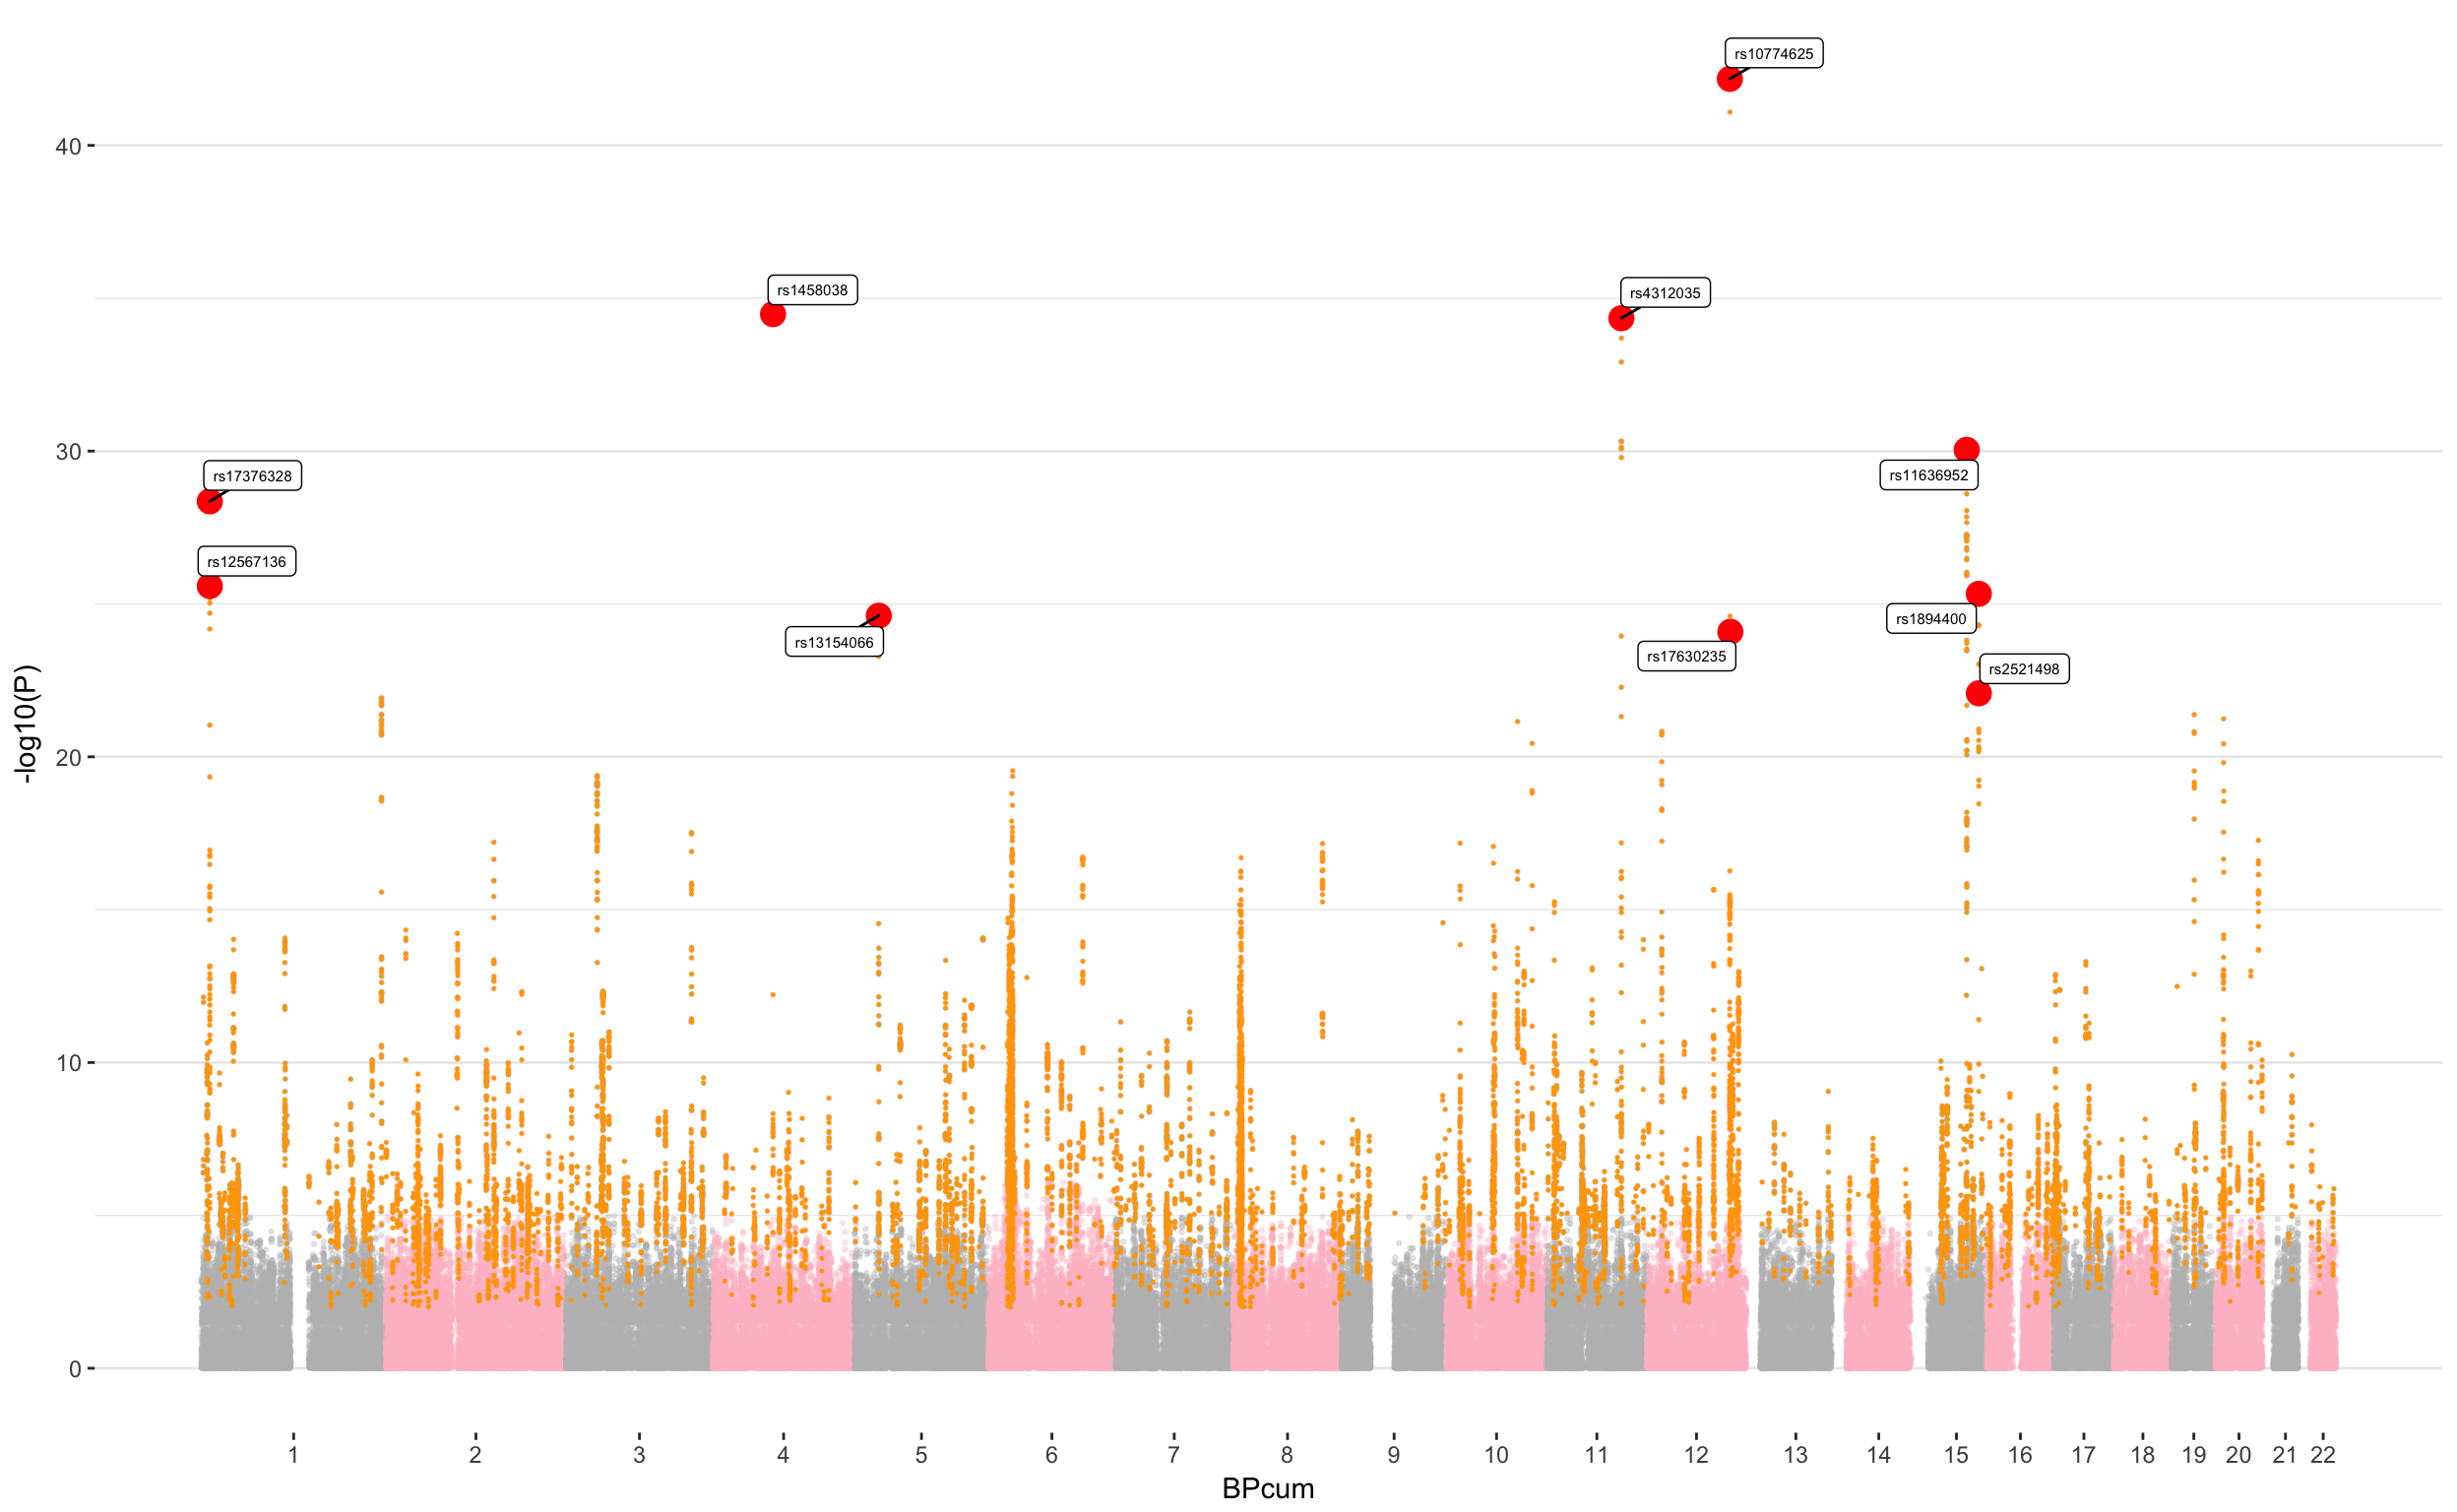 rs10774625
40
rs1458038
rs4312035
30
rs17376328
rs11636952
rs12567136
rs1894400
rs13154066
rs17630235
rs2521498
-log10(P)
20
10
0
1 2 3 4 5 6 7 8 9 10 11 12 13 14 15 16 17 18 19 20 21 22
BPcum